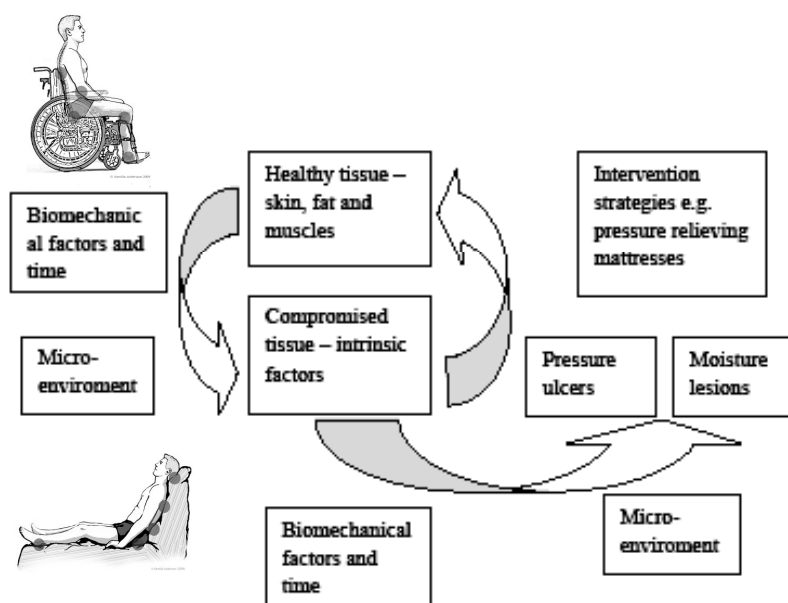 Healthy tissue –
skin, fat and
muscles
Intervention
strategies e.g.
pressure relieving
mattresses
Biomechanic
al factors and
time
Compromised
tissue – intrinsic
factors
Micro-
enviroment
Pressure
ulcers
Moisture
lesions
Biomechanical
factors and
time
Micro-
enviroment